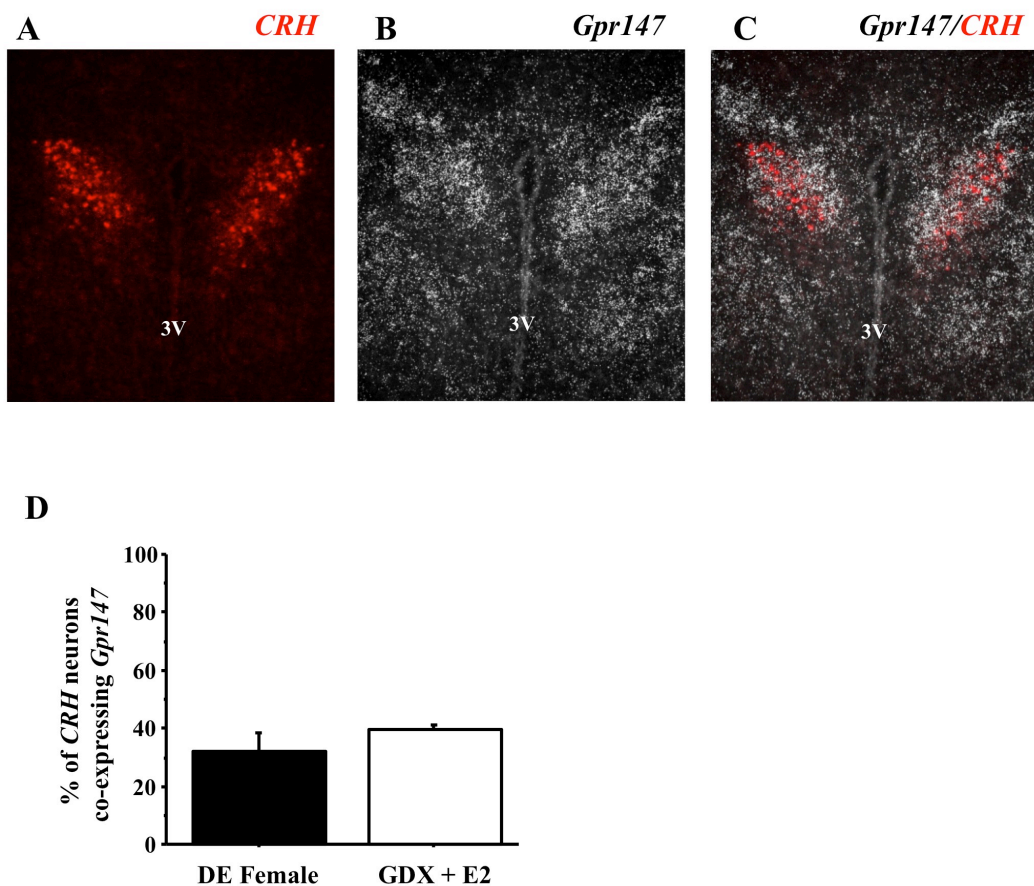 A
CRH
B
Gpr147
C
Gpr147/CRH
3V
3V
3V
D
% of CRH neurons
co-expressing Gpr147
100
80
60
40
20
0
DE Female
GDX + E2